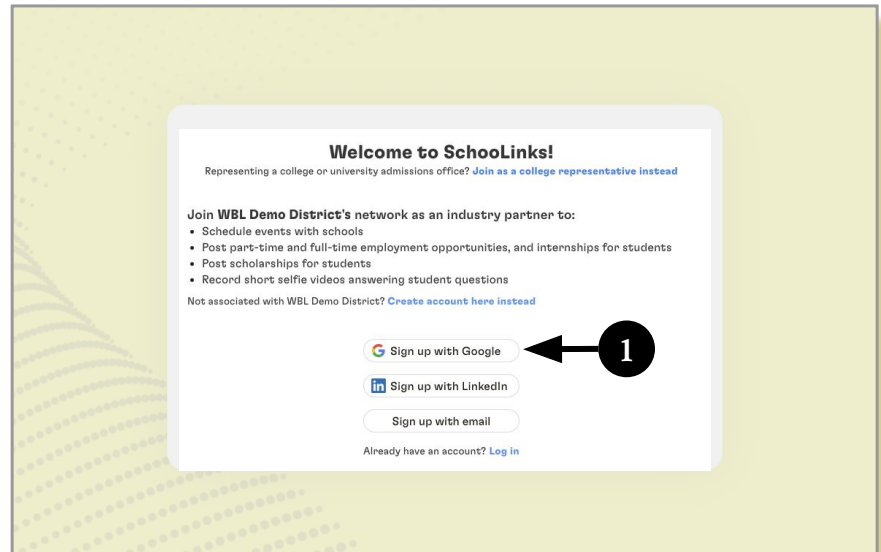 Welcome to SchooLinks!
Representing a college or university admissions office? Join as a college representative instead
Join WBL Demo District's network as an industry partner to:
• Schedule events with schools
• Post part-time and full-time employment opportunities, and internships for students
• Post scholarships for students
• Record short selfie videos answering student questions
Not associated with WBL Demo District? Create account here instead
Sign up with Google
1
in Sign up with LinkedIn
Sign up with email
Already have an account? Log in